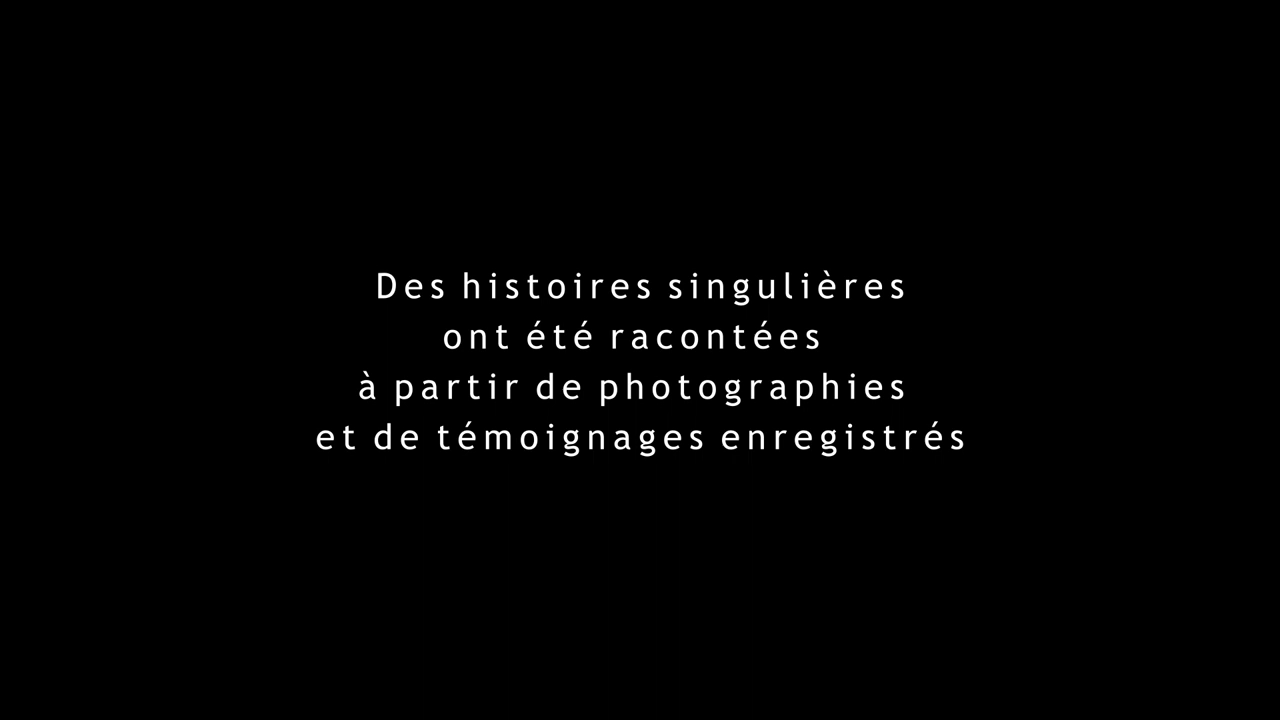 Des histoires singulières
ont été racontées
à partir de photographies
et de témoignages enregistrés